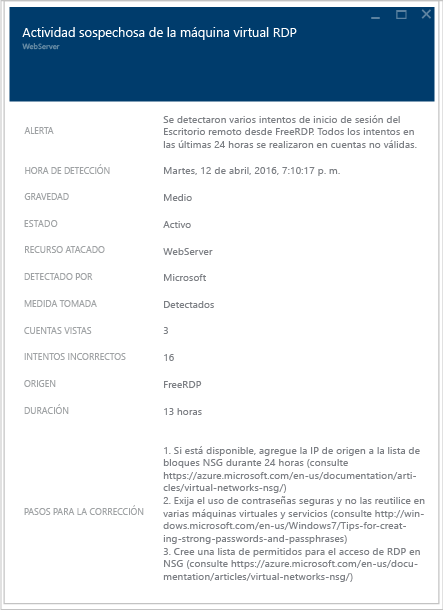 Actividad sospechosa de la máquina virtual RDP
WebServer
ALERTA
Se detectaron varios intentos de inicio de sesión del
Escritorio remoto desde FreeRDP. Todos los intentos en
las últimas 24 horas se realizaron en cuentas no válidas.
HORA DE DETECCIÓN
Martes, 12 de abril, 2016, 7:10:17 p. m.
GRAVEDAD
Medio
ESTADO
Activo
RECURSO ATACADO
WebServer
DETECTADO POR
Microsoft
MEDIDA TOMADA
Detectados
CUENTAS VISTAS
3
INTENTOS INCORRECTOS
16
ORIGEN
FreeRDP
DURACIÓN
13 horas
PASOS PARA LA CORRECCIÓN
1. Si está disponible, agregue la IP de origen a la lista de
bloques NSG durante 24 horas (consulte
https://azure.microsoft.com/en-us/documentation/arti-
cles/virtual-networks-nsg/)
2. Exija el uso de contraseñas seguras y no las reutilice en
varias máquinas virtuales y servicios (consulte http://win-
dows.microsoft.com/en-us/Windows7/Tips-for-creat-
ing-strong-passwords-and-passphrases)
3. Cree una lista de permitidos para el acceso de RDP en
NSG (consulte https://azure.microsoft.com/en-us/docu-
mentation/articles/virtual-networks-nsg/)